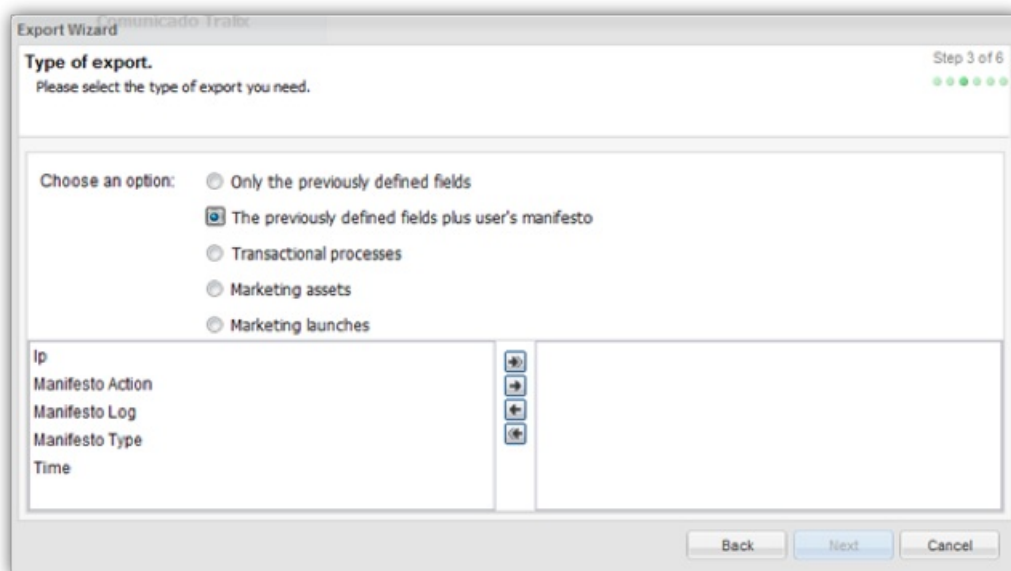 Comunicado Tralix
Export Wizard
Type of export.
Step 3 of 6
Please select the type of export you need.
Choose an option:
Only the previously defined fields
The previously defined fields plus user's manifesto
Transactional processes
Marketing assets
Marketing launches
Ip
Manifesto Action
Manifesto Log
Manifesto Type
Time
Back
Next
Cancel